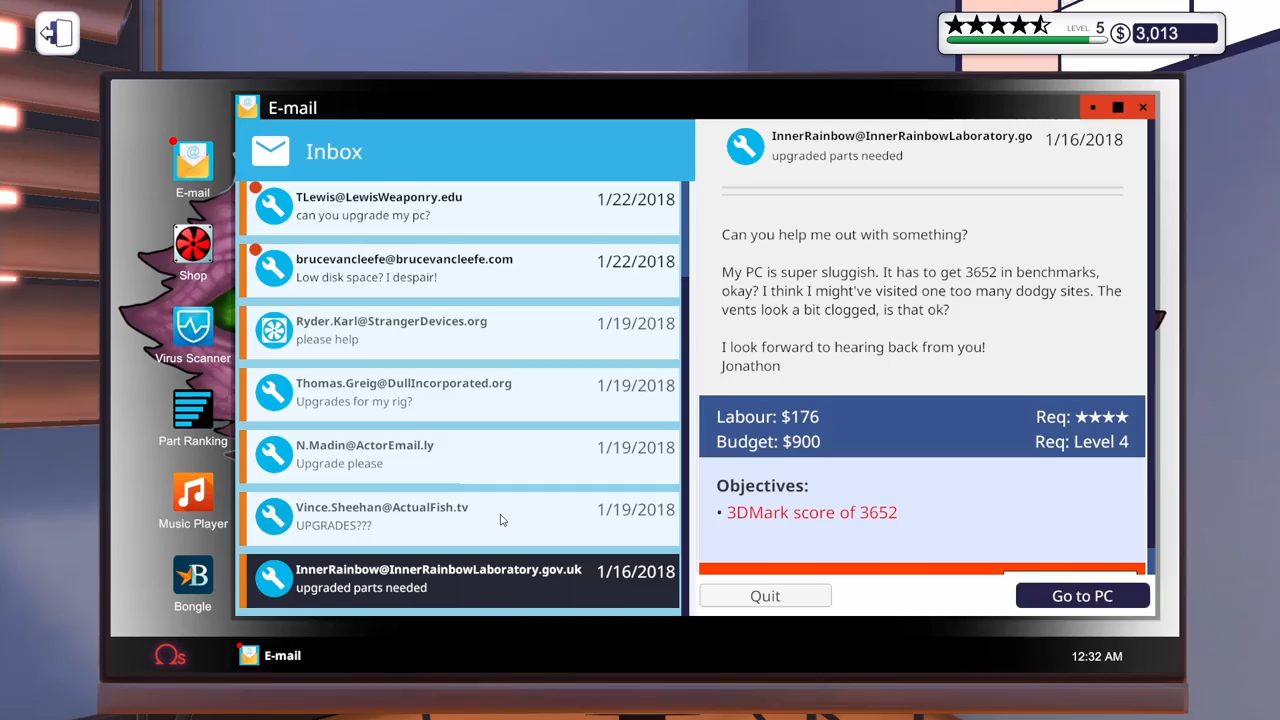 LEVEL 5
$ 3,013
E-mail
Inbox
E-mail
Shop
Virus Scanner
Part Ranking
Music Player
Bongle
TLewis@LewisWeaponry.edu 1/22/2018
can you upgrade my pc?
brucevancleefe@brucevancleefe.com 1/22/2018
Low disk space? I despair!
Ryder.Karl@StrangerDevices.org 1/19/2018
please help
Thomas.Greig@DullIncorporated.org 1/19/2018
Upgrades for my rig?
N.Madin@ActorEmail.ly 1/19/2018
Upgrade please
Vince.Sheehan@ActualFish.tv 1/19/2018
UPGRADES???
InnerRainbow@InnerRainbowLaboratory.gov.uk 1/16/2018
upgraded parts needed
InnerRainbow@InnerRainbowLaboratory.go 1/16/2018
upgraded parts needed
Can you help me out with something?
My PC is super sluggish. It has to get 3652 in benchmarks,
okay? I think I might've visited one too many dodgy sites. The
vents look a bit clogged, is that ok?
I look forward to hearing back from you!
Jonathon
Labour: $176 Req: ★★★★
Budget: $900 Req: Level 4
Objectives:
• 3DMark score of 3652
Quit
Go to PC
Ωs
E-mail
12:32 AM